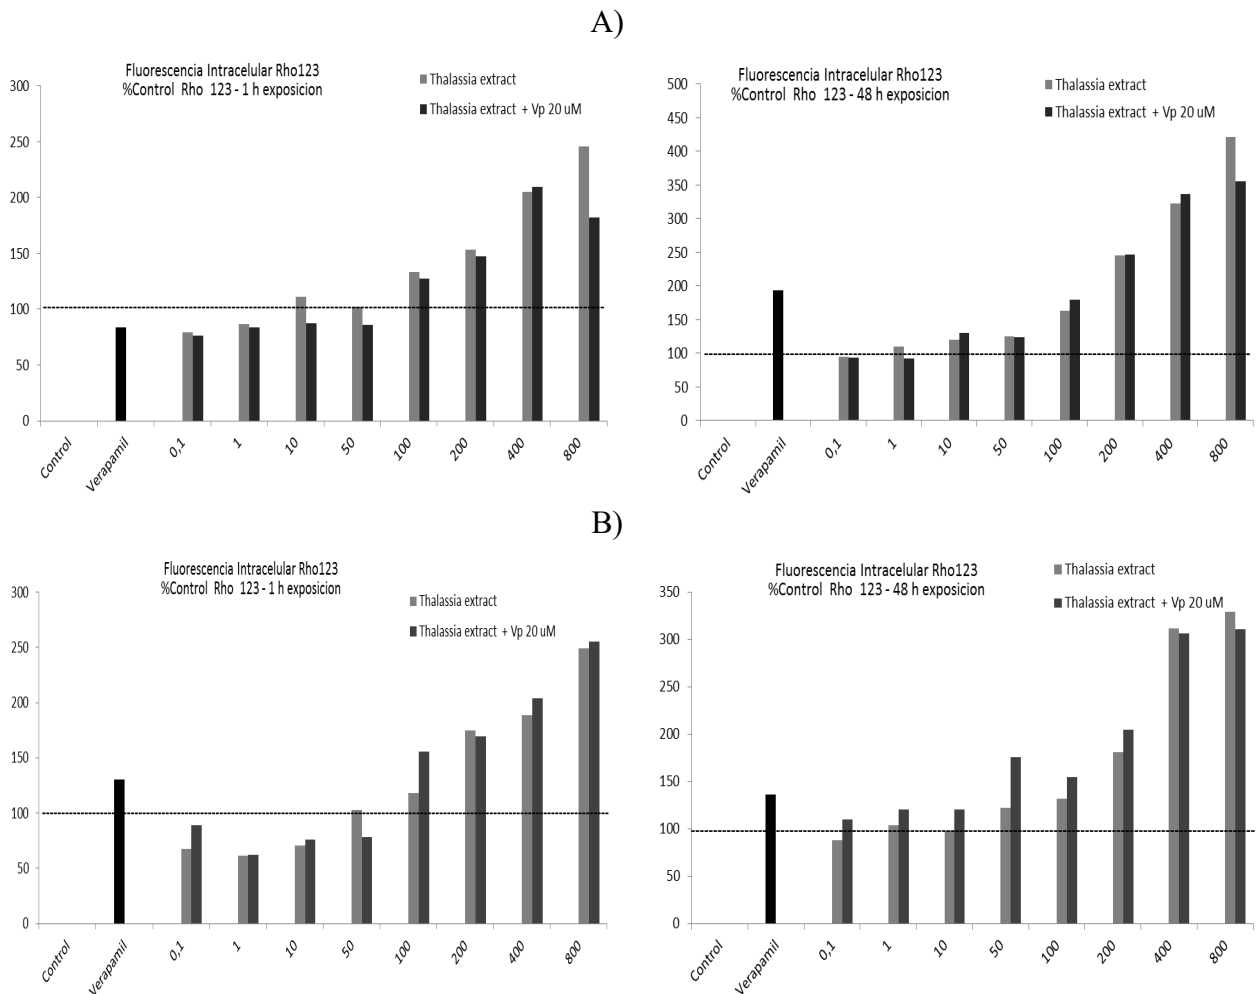 A)
Fluorescencia Intracelular Rho123
%Control Rho 123 - 1 h exposicion
Thalassia extract
Thalassia extract + Vp 20 uM
300
250
200
150
100
50
0
Control
Verapamil
0,1
1
10
50
100
200
400
800
Fluorescencia Intracelular Rho123
%Control Rho 123 - 48 h exposicion
Thalassia extract
Thalassia extract + Vp 20 uM
500
450
400
350
300
250
200
150
100
50
0
Control
Verapamil
0,1
1
10
50
100
200
400
800
B)
Fluorescencia Intracelular Rho123
%Control Rho 123 - 1 h exposicion
Thalassia extract
Thalassia extract + Vp 20 uM
300
250
200
150
100
50
0
Control
Verapamil
0,1
1
10
50
100
200
400
800
Fluorescencia Intracelular Rho123
%Control Rho 123 - 48 h exposicion
Thalassia extract
Thalassia extract + Vp 20 uM
350
300
250
200
150
100
50
0
Control
Verapamil
0,1
1
10
50
100
200
400
800